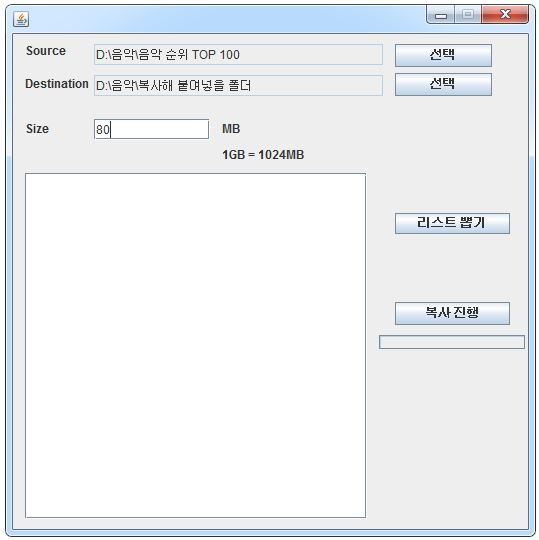 Source D:\음악\음악 순위 TOP 100 선택
Destination D:\음악\복사해 붙여넣을 폴더 선택
Size 80 MB
1GB = 1024MB
리스트 뽑기
복사 진행